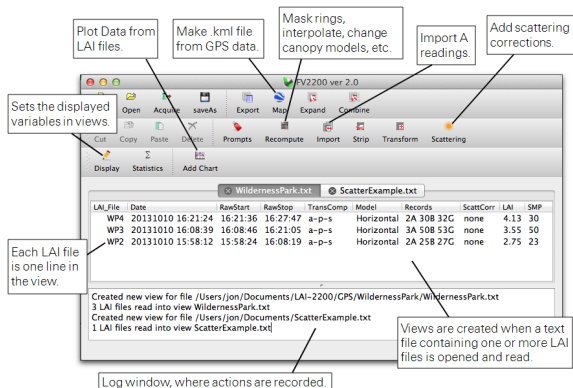 Plot Data from
LAI files.
Make .kml file
from GPS data.
Mask rings,
interpolate, change
canopy models, etc.
Import A
readings.
Add scattering
corrections.
Sets the displayed
variables in views.
FV2200 ver 2.0
Open Acquire saveAs Export Map Expand Combine
Cut Copy Paste Delete Prompts Recompute Import Strip Transform Scattering
Display Statistics Add Chart
WildernessPark.txt ScatterExample.txt
LAI_File Date RawStart RawStop TransComp Model Records ScattCorr LAI SMP
WP4 20131010 16:21:24 16:21:36 16:27:47 a-p-s Horizontal 2A 30B 32G none 4.13 30
WP3 20131010 16:08:39 16:08:46 16:21:05 a-p-s Horizontal 3A 50B 53G none 3.55 50
WP2 20131010 15:58:12 15:58:24 16:08:19 a-p-s Horizontal 2A 25B 27G none 2.75 23
Each LAI file
is one line in
the view.
Created new view for file /Users/jon/Documents/LAI-2200/GPS/WildernessPark/WildernessPark.txt
3 LAI files read into view WildernessPark.txt
Created new view for file /Users/jon/Documents/ScatterExample.txt
1 LAI files read into view ScatterExample.txt
Views are created when a text
file containing one or more LAI
files is opened and read.
Log window, where actions are recorded.